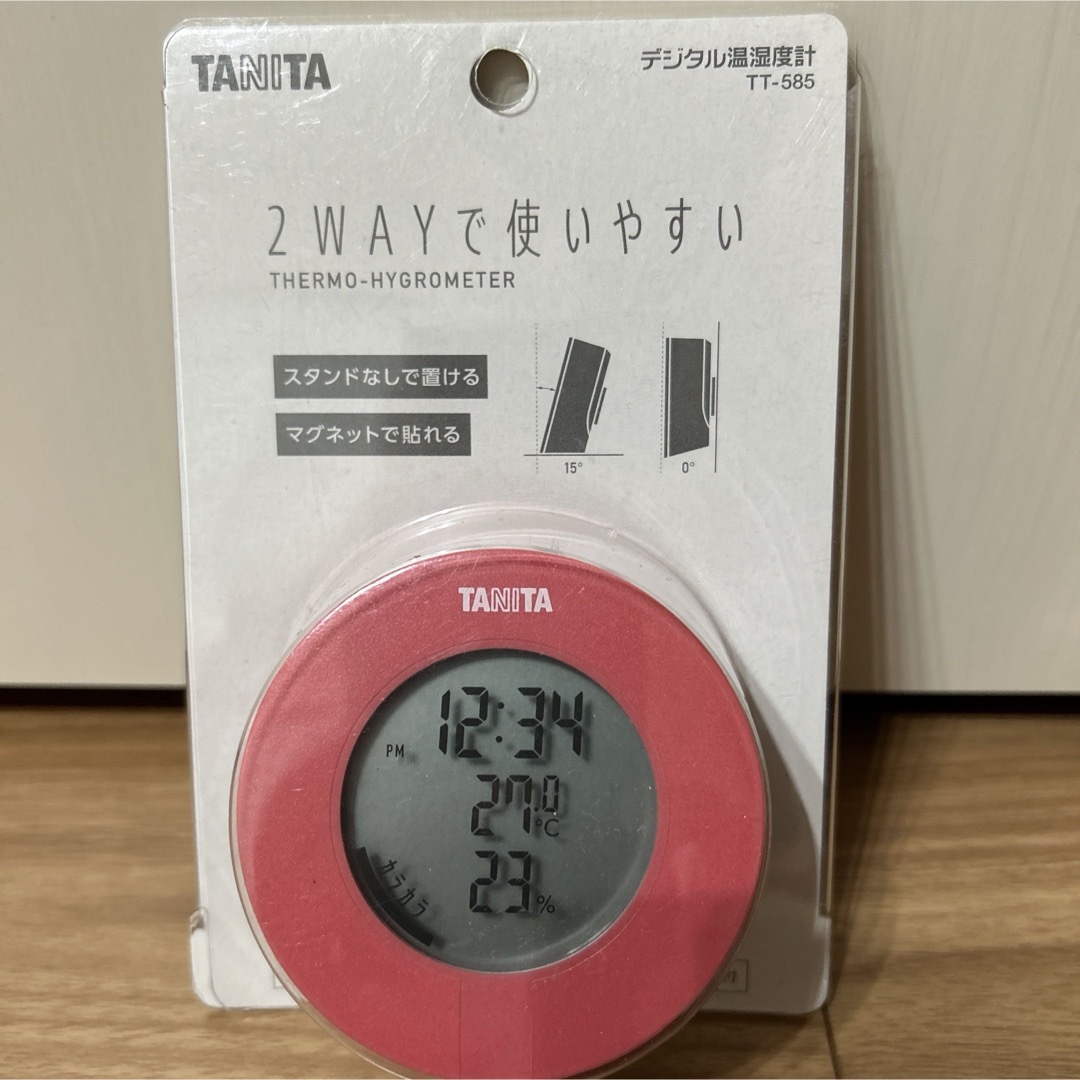 TANITA
デジタル温湿度計
TT-585
2WAYで使いやすい
THERMO-HYGROMETER
スタンドなしで置ける
マグネットで貼れる
15°
0°
TANITA
PM 12:34
27.0 °C
23 %
カラカラ